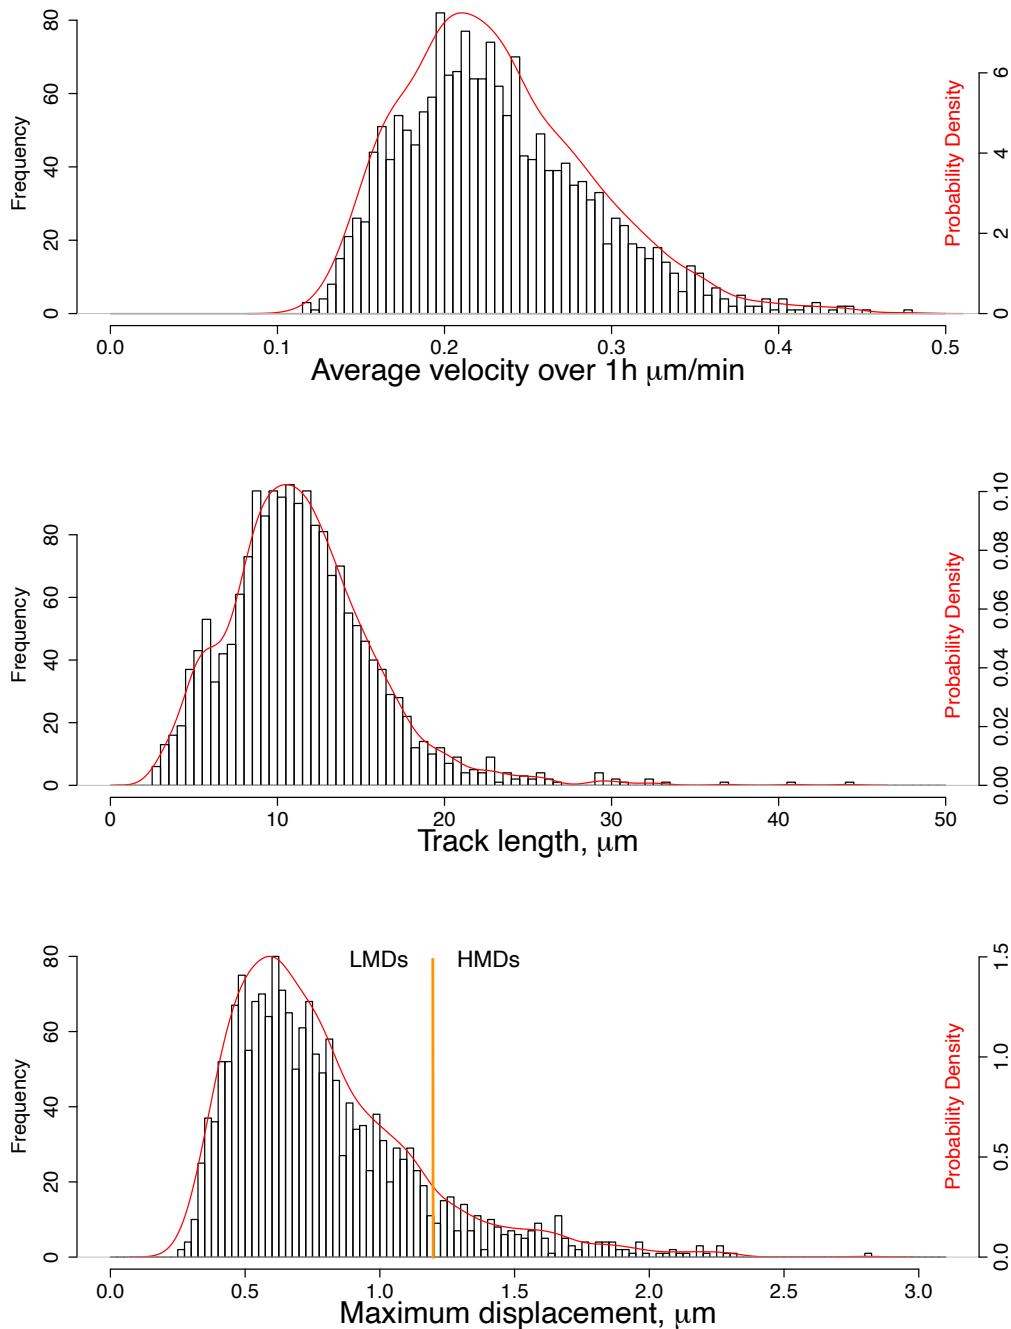 80
60
40
20
0
Frequency
6
4
2
0
Probability Density
0.0 0.1 0.2 0.3 0.4 0.5
Average velocity over 1h μm/min
80
60
40
20
0
Frequency
0.10
0.08
0.06
0.04
0.02
0.00
Probability Density
0 10 20 30 40 50
Track length, μm
LMDs HMDs
80
60
40
20
0
Frequency
1.5
1.0
0.5
0.0
Probability Density
0.0 0.5 1.0 1.5 2.0 2.5 3.0
Maximum displacement, μm